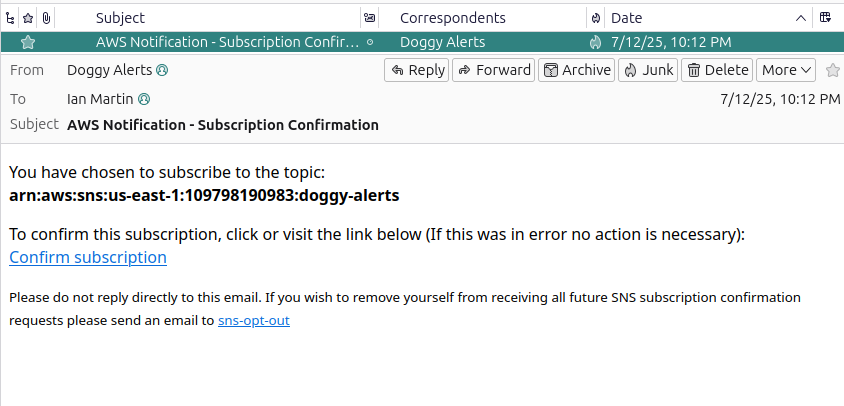 Subject Correspondents Date
AWS Notification - Subscription Confir... Doggy Alerts 7/12/25, 10:12 PM
From Doggy Alerts Reply Forward Archive Junk Delete More
To Ian Martin 7/12/25, 10:12 PM
Subject AWS Notification - Subscription Confirmation
You have chosen to subscribe to the topic:
arn:aws:sns:us-east-1:109798190983:doggy-alerts
To confirm this subscription, click or visit the link below (If this was in error no action is necessary):
Confirm subscription
Please do not reply directly to this email. If you wish to remove yourself from receiving all future SNS subscription confirmation
requests please send an email to sns-opt-out